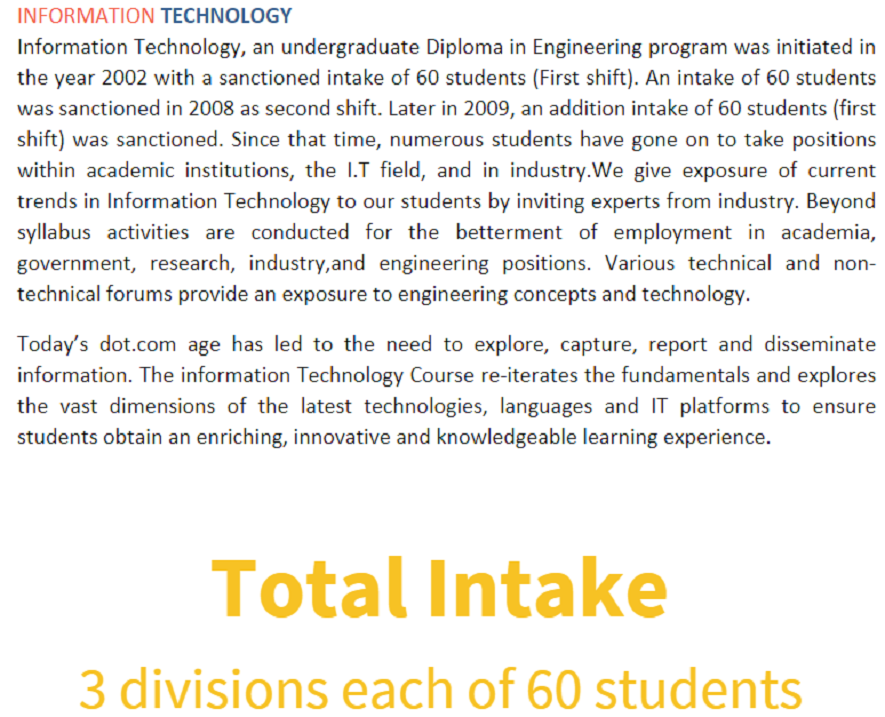 INFORMATION TECHNOLOGY
Information Technology, an undergraduate Diploma in Engineering program was initiated in
the year 2002 with a sanctioned intake of 60 students (First shift). An intake of 60 students
was sanctioned in 2008 as second shift. Later in 2009, an addition intake of 60 students (first
shift) was sanctioned. Since that time, numerous students have gone on to take positions
within academic institutions, the I.T field, and in industry.We give exposure of current
trends in Information Technology to our students by inviting experts from industry. Beyond
syllabus activities are conducted for the betterment of employment in academia,
government, research, industry,and engineering positions. Various technical and non-
technical forums provide an exposure to engineering concepts and technology.
Today's dot.com age has led to the need to explore, capture, report and disseminate
information. The information Technology Course re-iterates the fundamentals and explores
the vast dimensions of the latest technologies, languages and IT platforms to ensure
students obtain an enriching, innovative and knowledgeable learning experience.
Total Intake
3 divisions each of 60 students